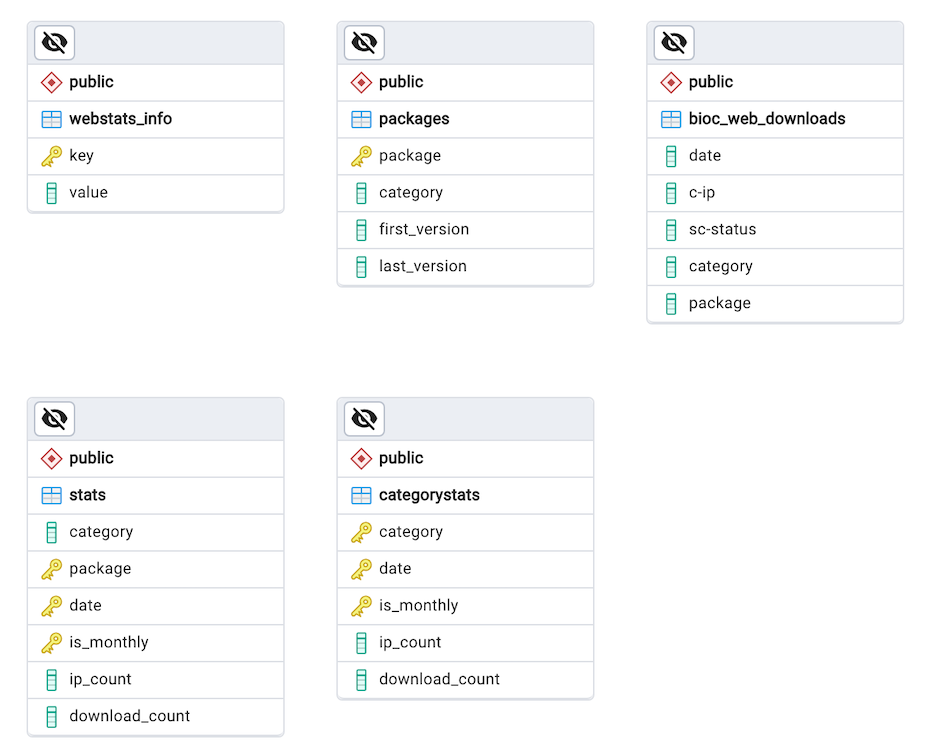 public
webstats_info
key
value
public
packages
package
category
first_version
last_version
public
bioc_web_downloads
date
c-ip
sc-status
category
package
public
stats
category
package
date
is_monthly
ip_count
download_count
public
categorystats
category
date
is_monthly
ip_count
download_count